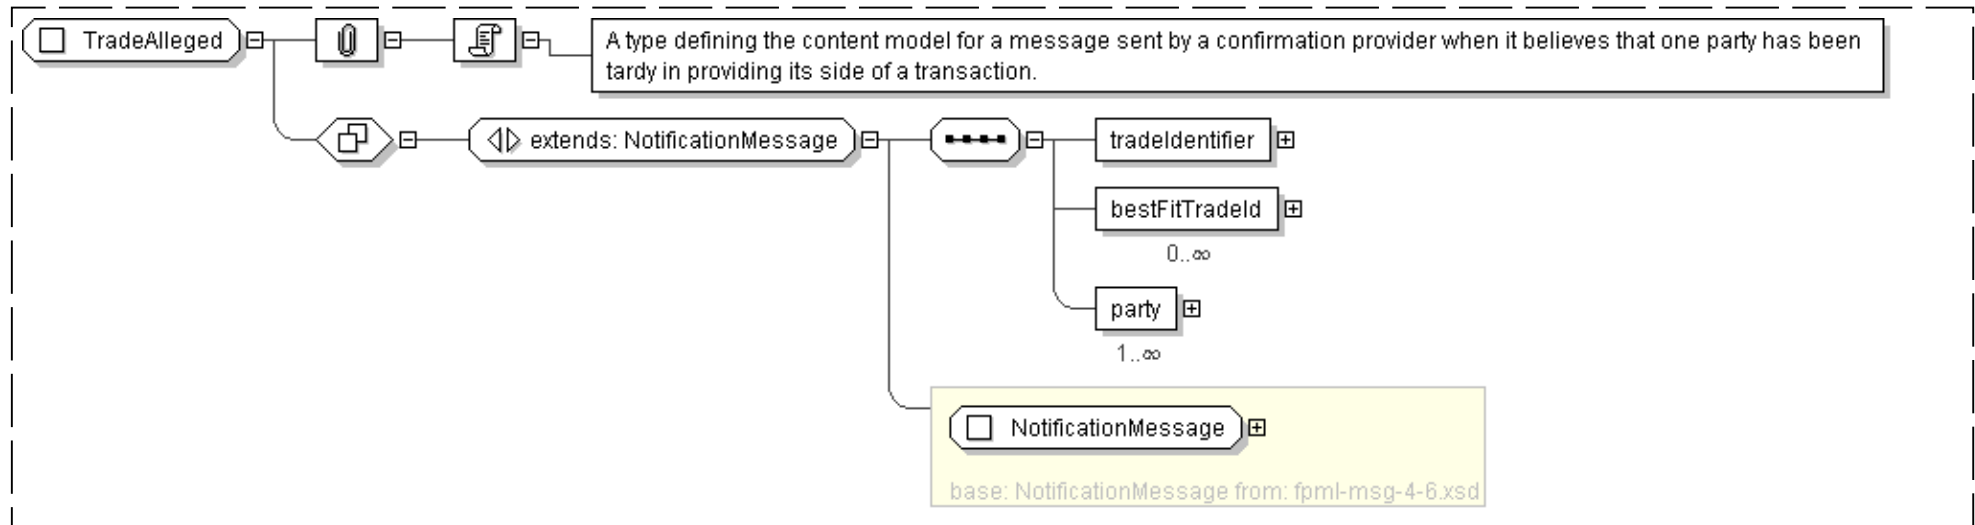 TradeAlleged
A type defining the content model for a message sent by a confirmation provider when it believes that one party has been
tardy in providing its side of a transaction.
extends: NotificationMessage
tradeIdentifier
bestFitTradeId
0..∞
party
1..∞
NotificationMessage
base: NotificationMessage from: fpml-msg-4-6.xsd